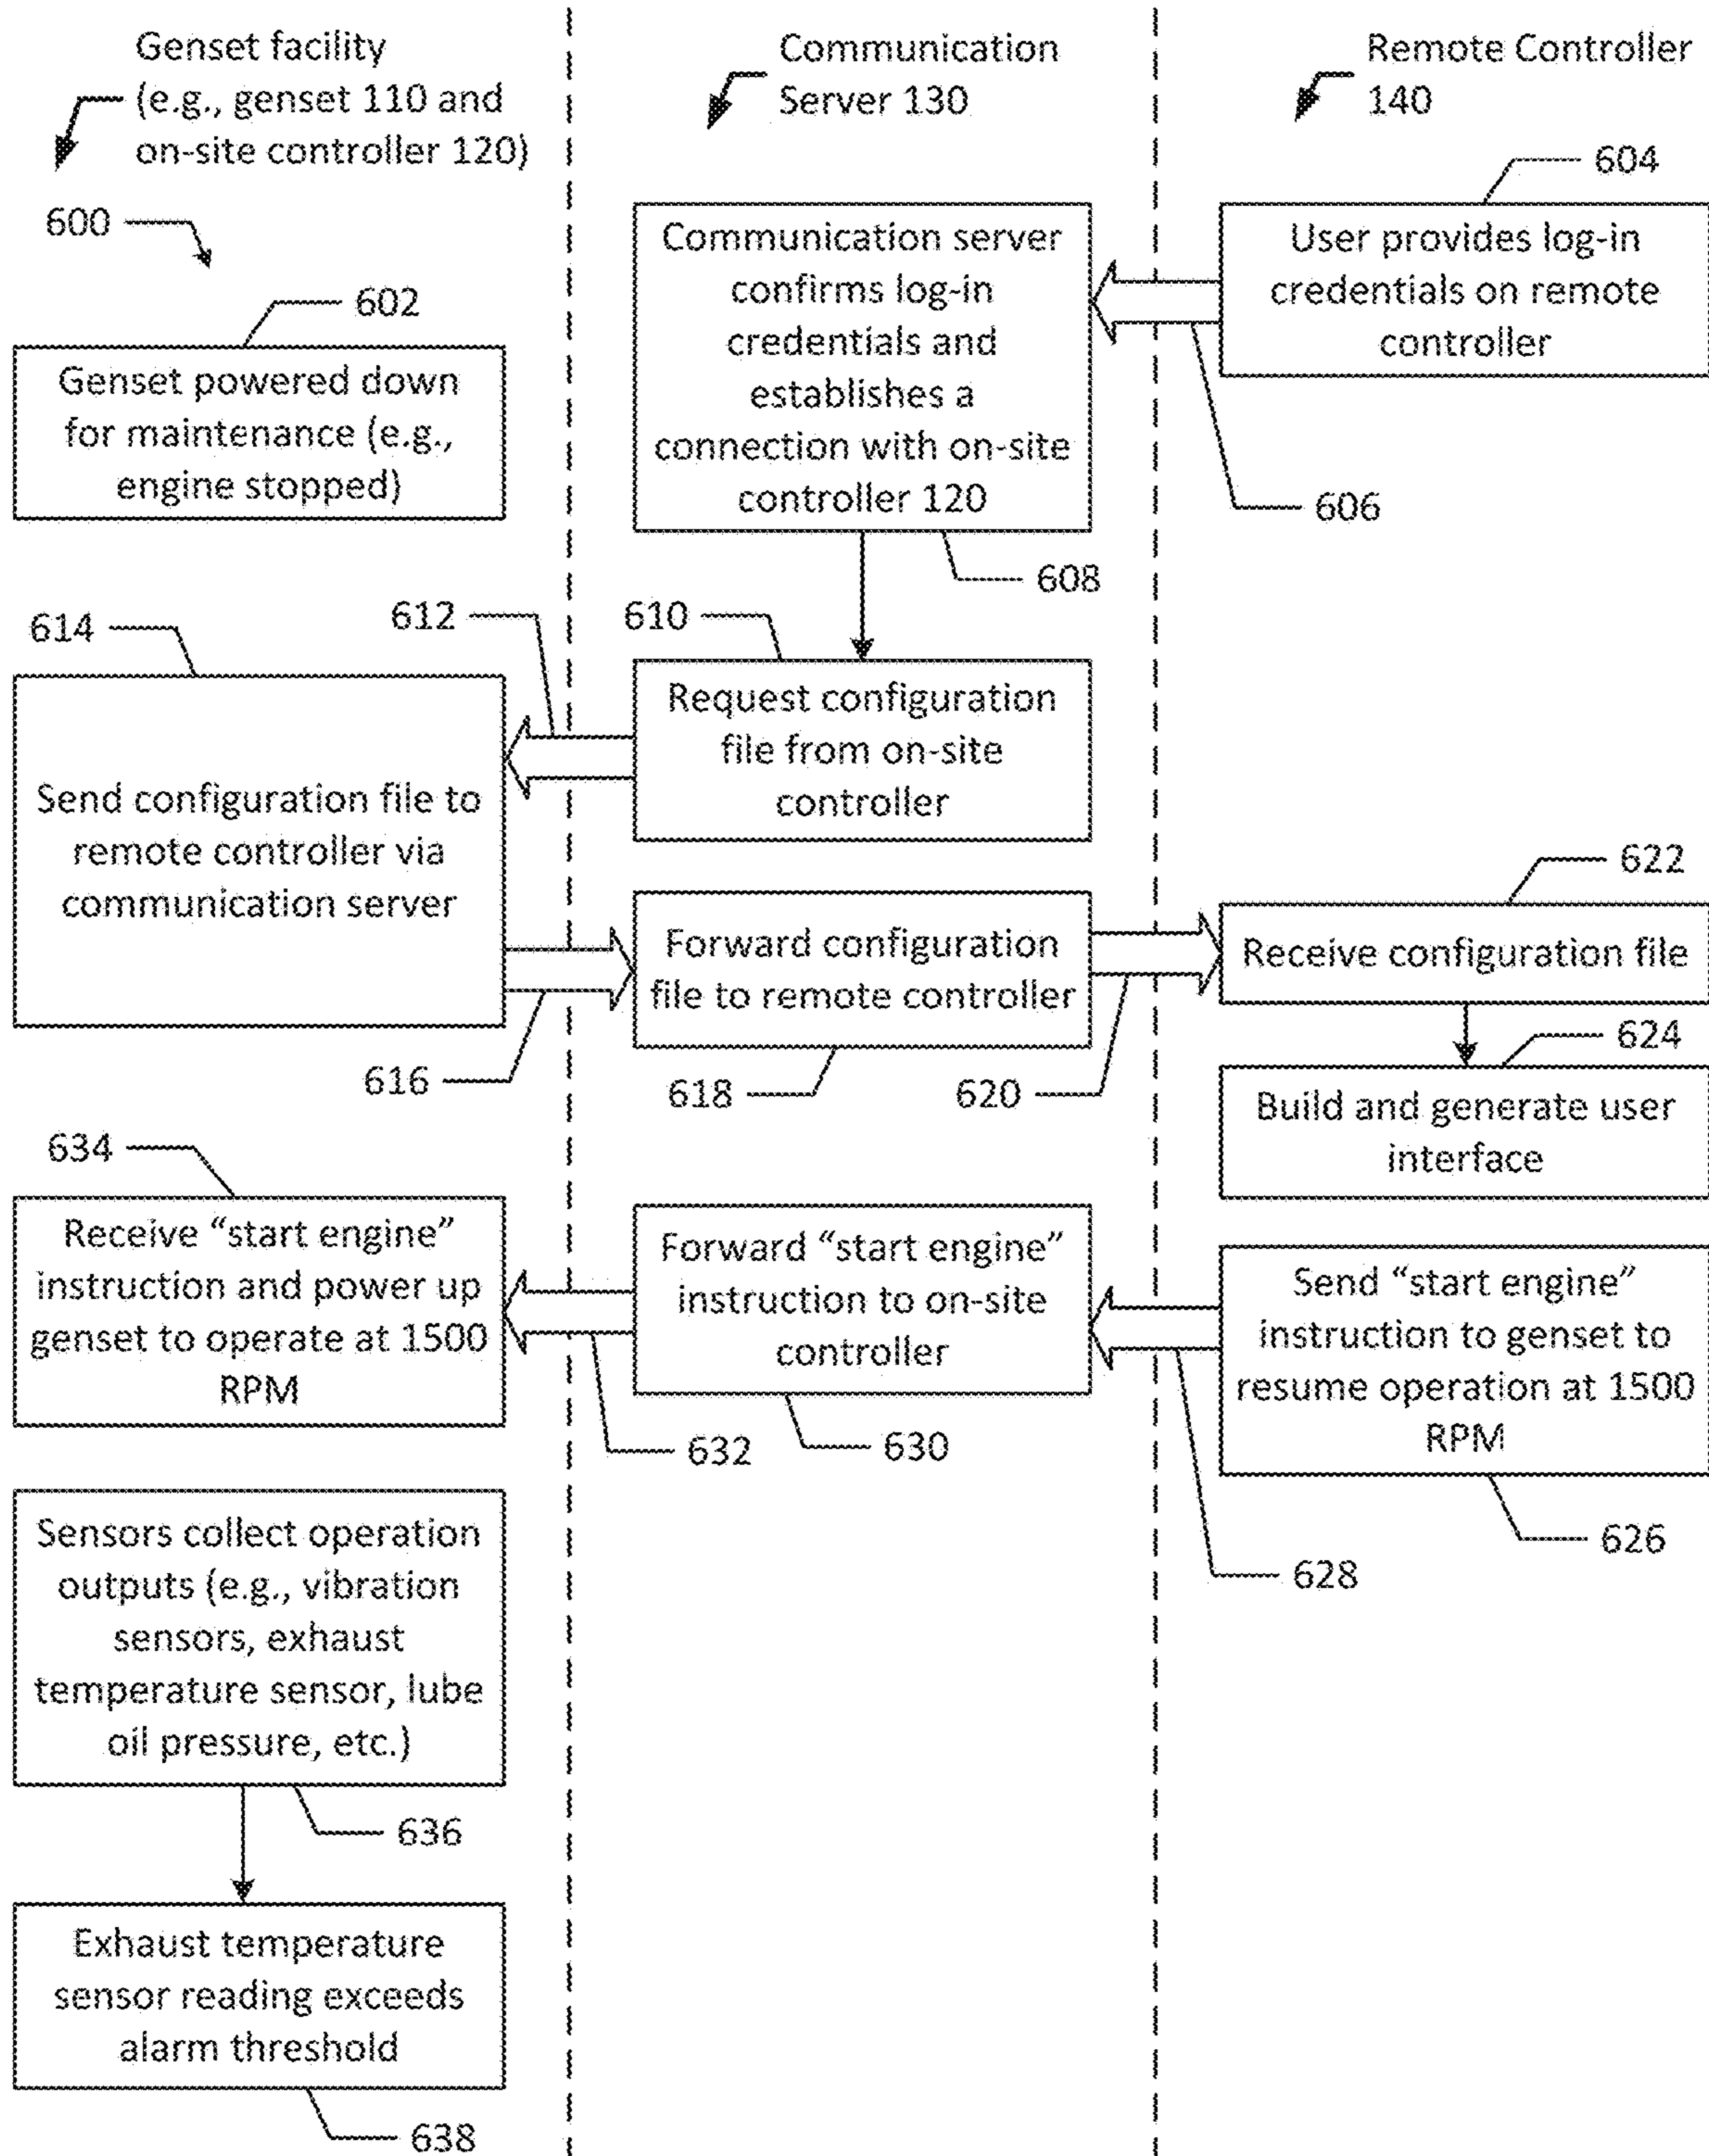 Genset facility
(e.g., genset 110 and
on-site controller 120)
Communication
Server 130
Remote Controller
140
600
602
Genset powered down
for maintenance (e.g.,
engine stopped)
604
User provides log-in
credentials on remote
controller
606
Communication server
confirms log-in
credentials and
establishes a
connection with on-site
controller 120
608
610
Request configuration
file from on-site
controller
612
614
Send configuration file to
remote controller via
communication server
616
Forward configuration
file to remote controller
618
620
622
Receive configuration file
624
Build and generate user
interface
Send “start engine”
instruction to genset to
resume operation at 1500
RPM
626
628
Forward “start engine”
instruction to on-site
controller
630
632
634
Receive “start engine”
instruction and power up
genset to operate at 1500
RPM
Sensors collect operation
outputs (e.g., vibration
sensors, exhaust
temperature sensor, lube
oil pressure, etc.)
636
Exhaust temperature
sensor reading exceeds
alarm threshold
638